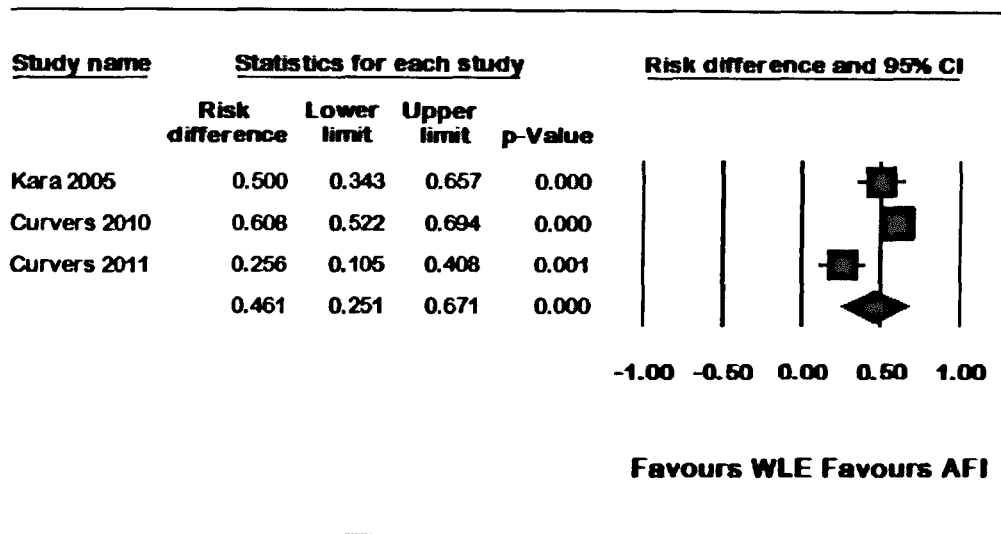 Study name Statistics for each study Risk difference and 95% CI
Risk Lower Upper
difference limit limit p-Value
Kara 2005 0.500 0.343 0.657 0.000
Curvers 2010 0.608 0.522 0.694 0.000
Curvers 2011 0.256 0.105 0.408 0.001
0.461 0.251 0.671 0.000
-1.00 -0.50 0.00 0.50 1.00
Favours WLE Favours AFI